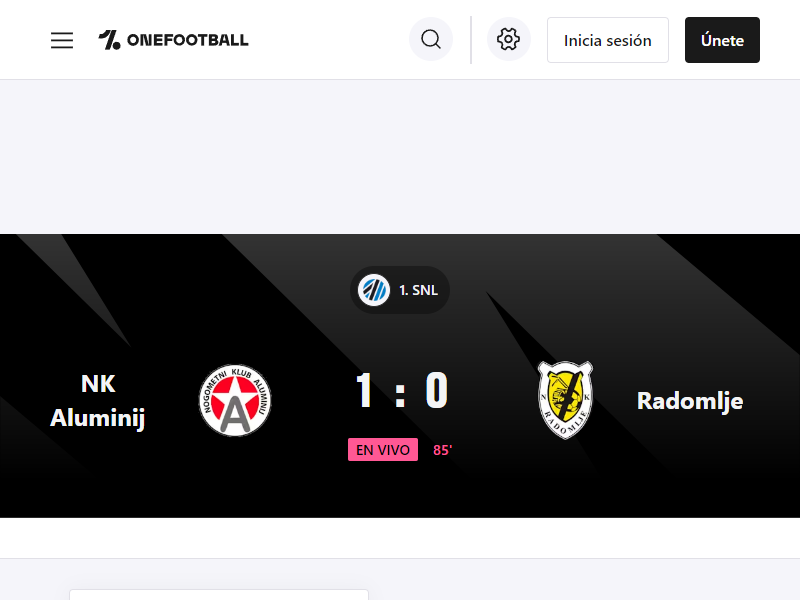 ONEFOOTBALL
Inicia sesión
Únete
1. SNL
NK
Aluminij
NOGOMETNI KLUB ALUMINIJ
A
1 : 0
N K
RADOMLJE
Radomlje
EN VIVO 85'